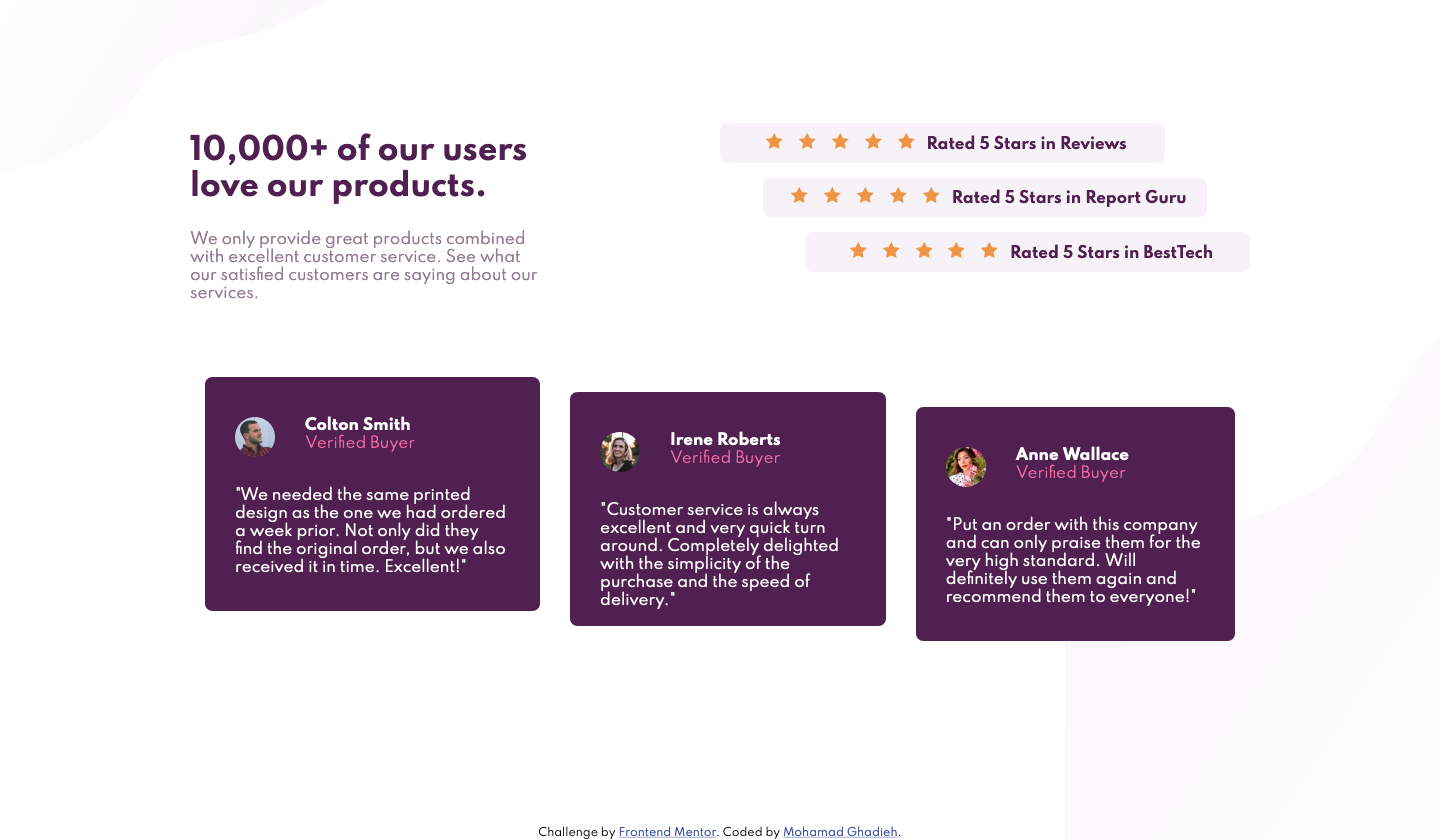 10,000+ of our users
love our products.
We only provide great products combined
with excellent customer service. See what
our satisfied customers are saying about our
services.
Rated 5 Stars in Reviews
Rated 5 Stars in Report Guru
Rated 5 Stars in BestTech
Colton Smith
Verified Buyer
"We needed the same printed
design as the one we had ordered
a week prior. Not only did they
find the original order, but we also
received it in time. Excellent!"
Irene Roberts
Verified Buyer
"Customer service is always
excellent and very quick turn
around. Completely delighted
with the simplicity of the
purchase and the speed of
delivery."
Anne Wallace
Verified Buyer
"Put an order with this company
and can only praise them for the
very high standard. Will
definitely use them again and
recommend them to everyone!"
Challenge by Frontend Mentor. Coded by Mohamad Ghadieh.